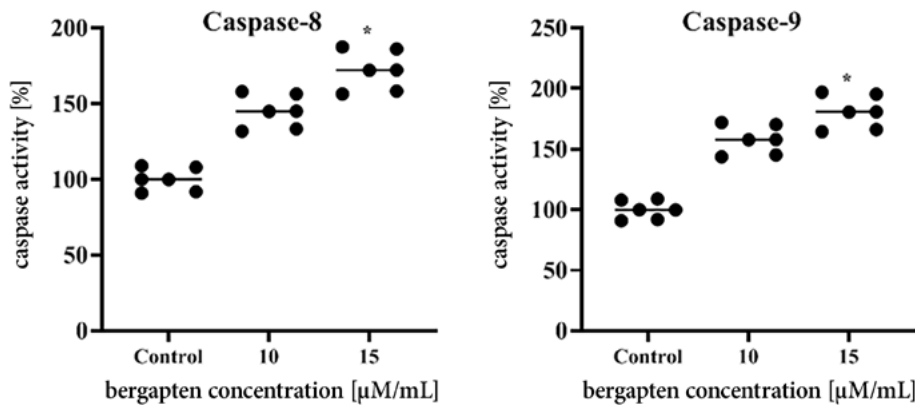 Caspase-8
caspase activity [%]
200
*
150
100
50
0
Control 10 15
bergapten concentration [µM/mL]
Caspase-9
caspase activity [%]
250
200
*
150
100
50
0
Control 10 15
bergapten concentration [µM/mL]